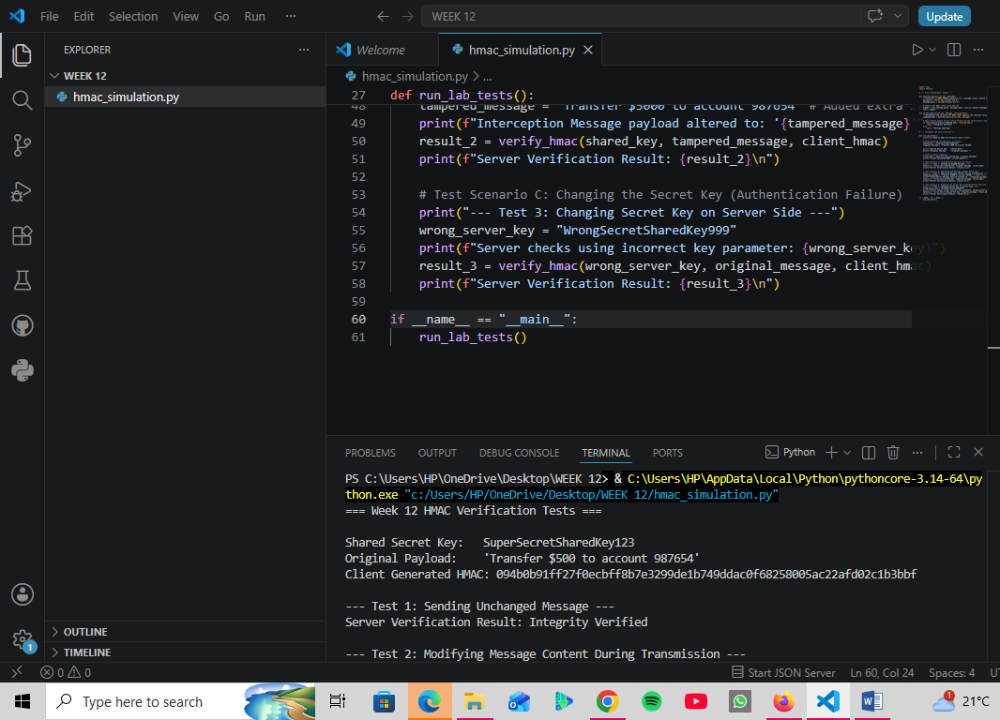 File Edit Selection View Go Run ··· WEEK 12 Update
EXPLORER ···
WEEK 12
hmac_simulation.py
OUTLINE
TIMELINE
Welcome hmac_simulation.py
hmac_simulation.py > ...
27 def run_lab_tests():
48 tampered_message = "Transfer $5000 to account 987654" # Added extra
49 print(f"Interception Message payload altered to: '{tampered_message}'
50 result_2 = verify_hmac(shared_key, tampered_message, client_hmac)
51 print(f"Server Verification Result: {result_2}\n")
52
53 # Test Scenario C: Changing the Secret Key (Authentication Failure)
54 print("--- Test 3: Changing Secret Key on Server Side ---")
55 wrong_server_key = "WrongSecretSharedKey999"
56 print(f"Server checks using incorrect key parameter: {wrong_server_key}")
57 result_3 = verify_hmac(wrong_server_key, original_message, client_hmac)
58 print(f"Server Verification Result: {result_3}\n")
59
60 if __name__ == "__main__":
61 run_lab_tests()
PROBLEMS OUTPUT DEBUG CONSOLE TERMINAL PORTS Python ···
PS C:\Users\HP\OneDrive\Desktop\WEEK 12> & C:\Users\HP\AppData\Local\Python\pythoncore-3.14-64\py
thon.exe "c:/Users/HP/OneDrive/Desktop/WEEK 12/hmac_simulation.py"
=== Week 12 HMAC Verification Tests ===
Shared Secret Key: SuperSecretSharedKey123
Original Payload: 'Transfer $500 to account 987654'
Client Generated HMAC: 094b0b91ff27f0ecbff8b7e3299de1b749ddac0f68258005ac22afd02c1b3bbf
--- Test 1: Sending Unchanged Message ---
Server Verification Result: Integrity Verified
--- Test 2: Modifying Message Content During Transmission ---
1
0 0 Start JSON Server Ln 60, Col 24 Spaces: 4 UT
Type here to search 1 21°C